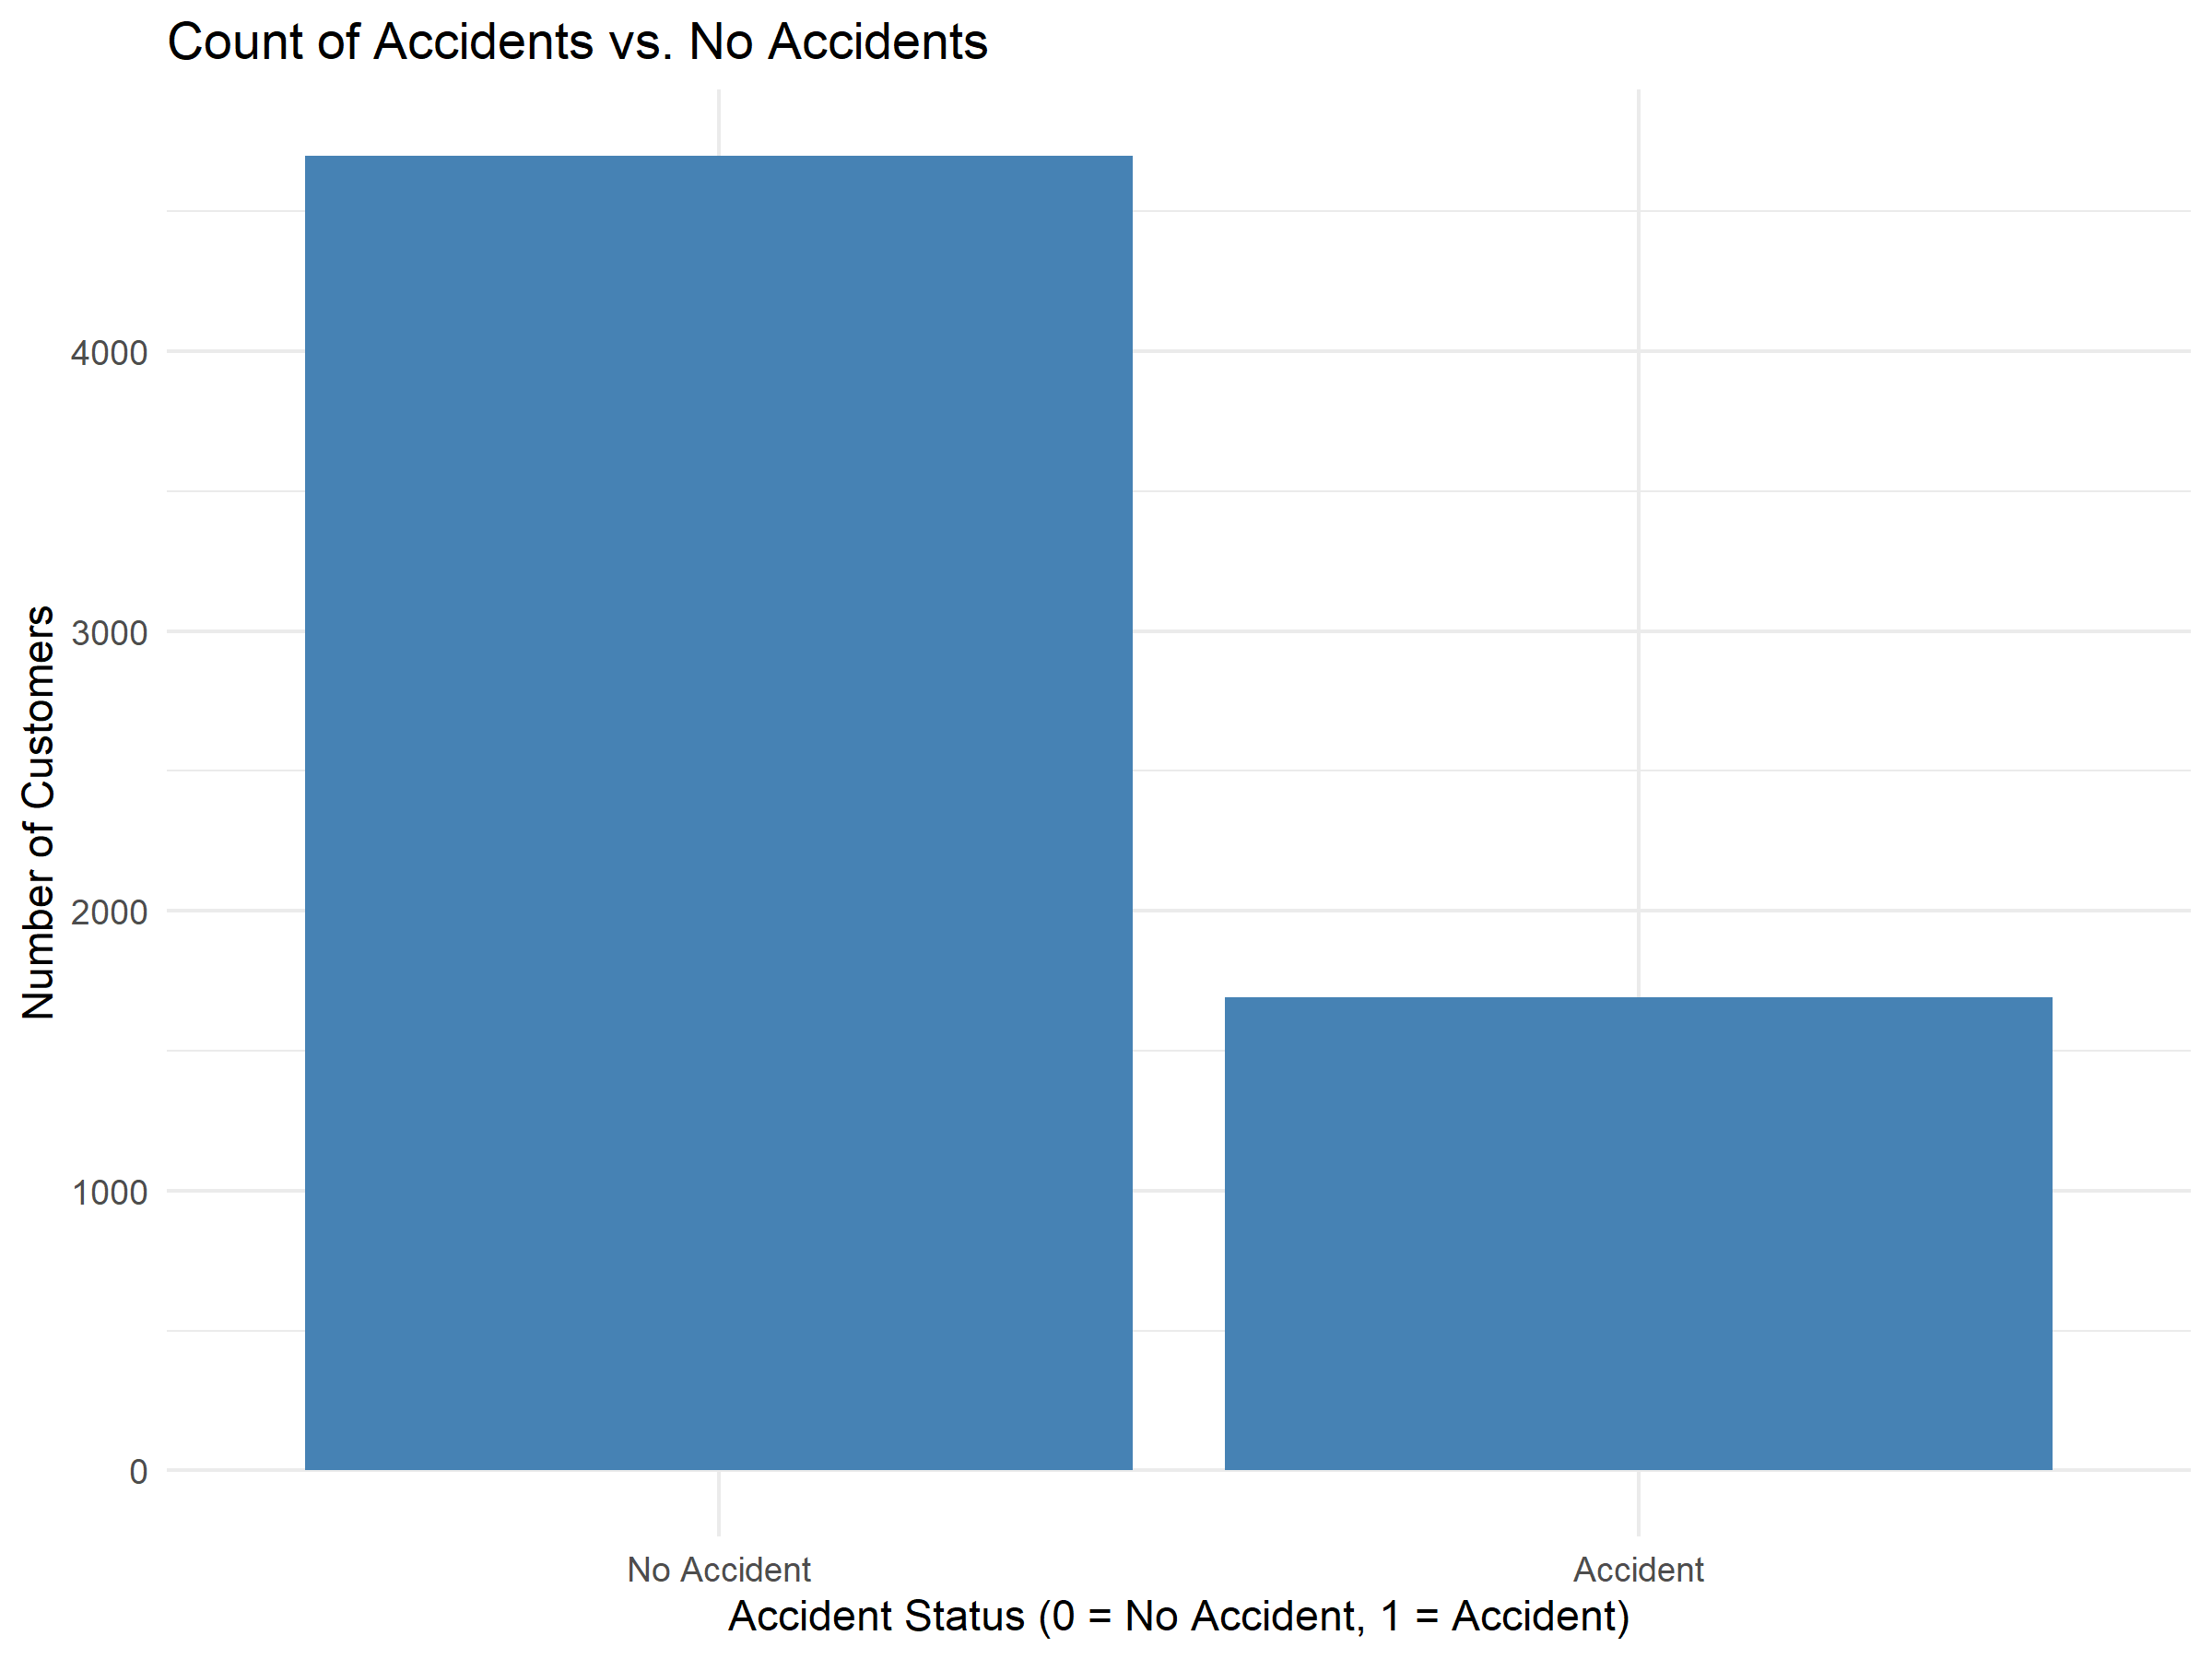 Count of Accidents vs. No Accidents
Number of Customers
4000
3000
2000
1000
0
No Accident
Accident
Accident Status (0 = No Accident, 1 = Accident)